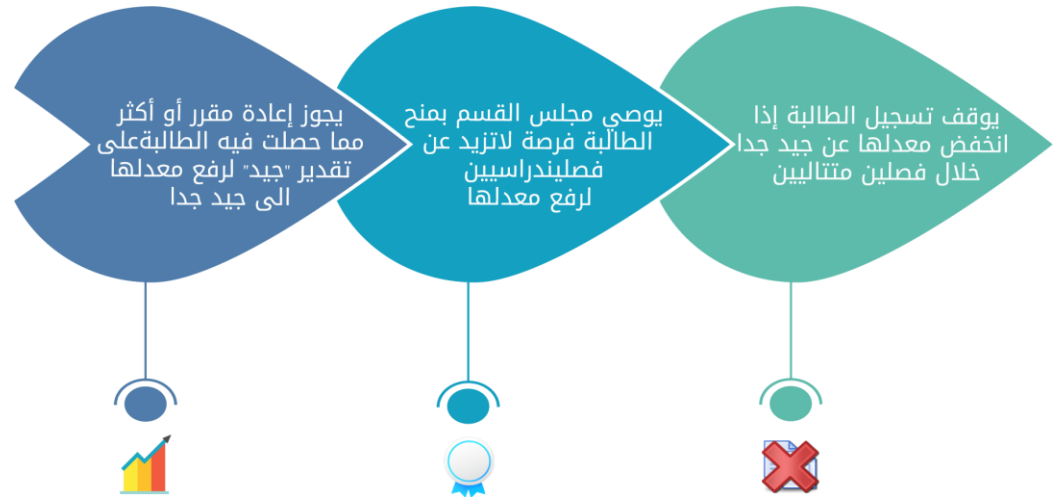 يوقف تسجيل الطالبة إذا
انخفض معدلها عن جيد جدا
خلال فصلين متتاليين
يوصي مجلس القسم بمنح
الطالبة فرصة لاتزيد عن
فصليندراسيين
لرفع معدلها
يجوز إعادة مقرر أو أكثر
مما حصلت فيه الطالبةعلى
تقدير "جيد" لرفع معدلها
الى جيد جدا